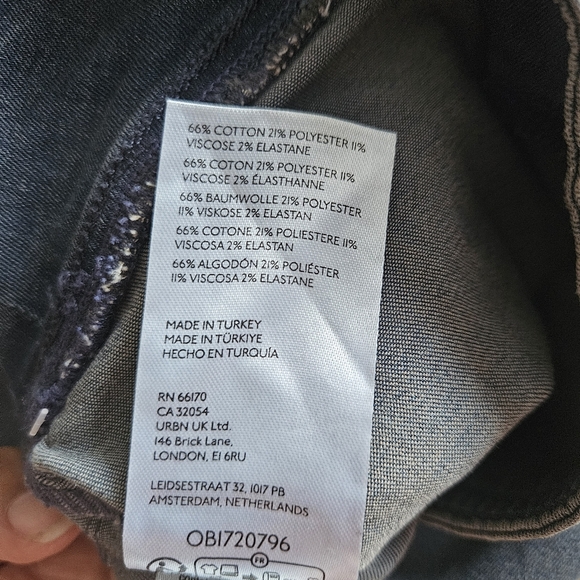 66% COTTON 21% POLYESTER 11%
VISCOSE 2% ELASTANE
66% COTON 21% POLYESTER 11%
VISCOSE 2% ÉLASTHANNE
66% BAUMWOLLE 21% POLYESTER
11% VISKOSE 2% ELASTAN
66% COTONE 21% POLIESTERE 11%
VISCOSA 2% ELASTAN
66% ALGODÓN 21% POLIÉSTER
11% VISCOSA 2% ELASTANE
MADE IN TURKEY
MADE IN TÜRKIYE
HECHO EN TURQUÍA
RN 66170
CA 32054
URBN UK Ltd.
146 Brick Lane,
LONDON, E1 6RU
LEIDSESTRAAT 32, 1017 PB
AMSTERDAM, NETHERLANDS
OB1720796
FR